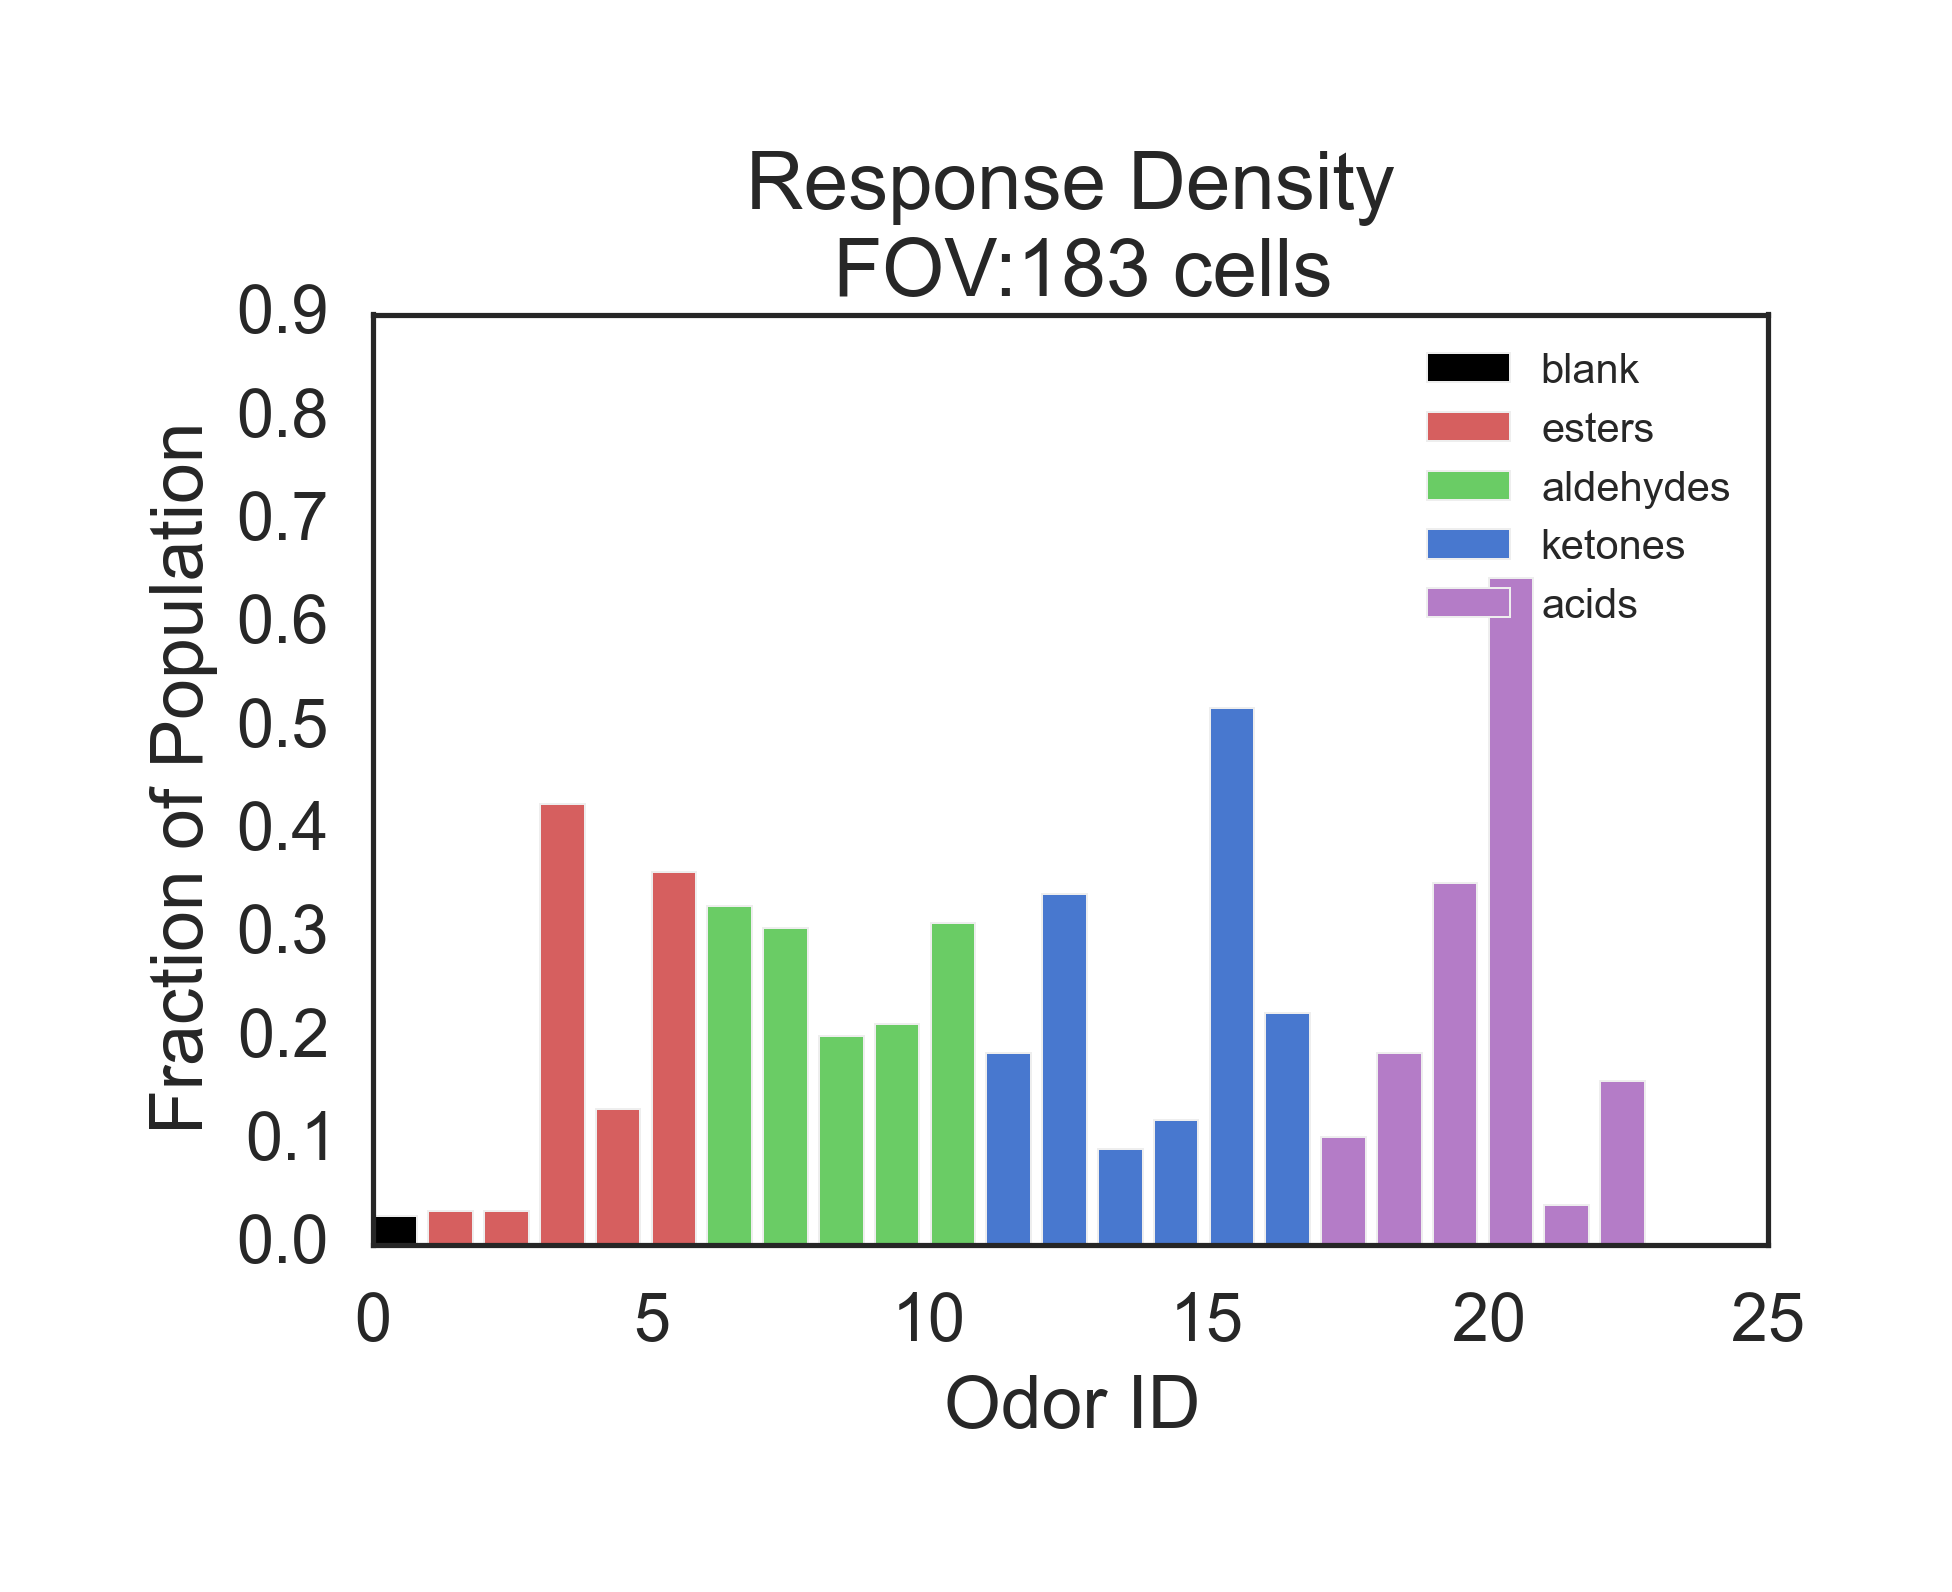 Response Density
FOV:183 cells
0.9
0.8
0.7
0.6
0.5
0.4
0.3
0.2
0.1
0.0
Fraction of Population
blank
esters
aldehydes
ketones
acids
0 5 10 15 20 25
Odor ID